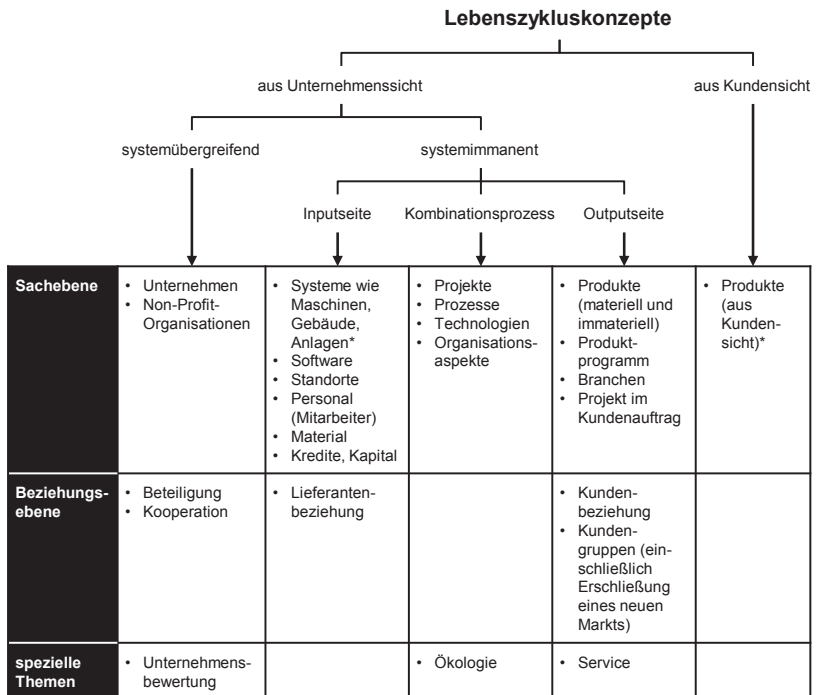 Lebenszykluskonzepte
aus Unternehmenssicht
aus Kundensicht
systemübergreifend
systemimmanent
Inputseite
Kombinationsprozess
Outputseite
Sachebene
• Unternehmen
• Non-Profit-
Organisationen
• Systeme wie
Maschinen,
Gebäude,
Anlagen*
• Software
• Standorte
• Personal
(Mitarbeiter)
• Material
• Kredite, Kapital
• Projekte
• Prozesse
• Technologien
• Organisations-
aspekte
• Produkte
(materiell und
immateriell)
• Produkt-
programm
• Branchen
• Projekt im
Kundenauftrag
• Produkte
(aus
Kunden-
sicht)*
Beziehungs-
ebene
• Beteiligung
• Kooperation
• Lieferanten-
beziehung
• Kunden-
beziehung
• Kunden-
gruppen (ein-
schließlich
Erschließung
eines neuen
Markts)
spezielle
Themen
• Unternehmens-
bewertung
• Ökologie
• Service